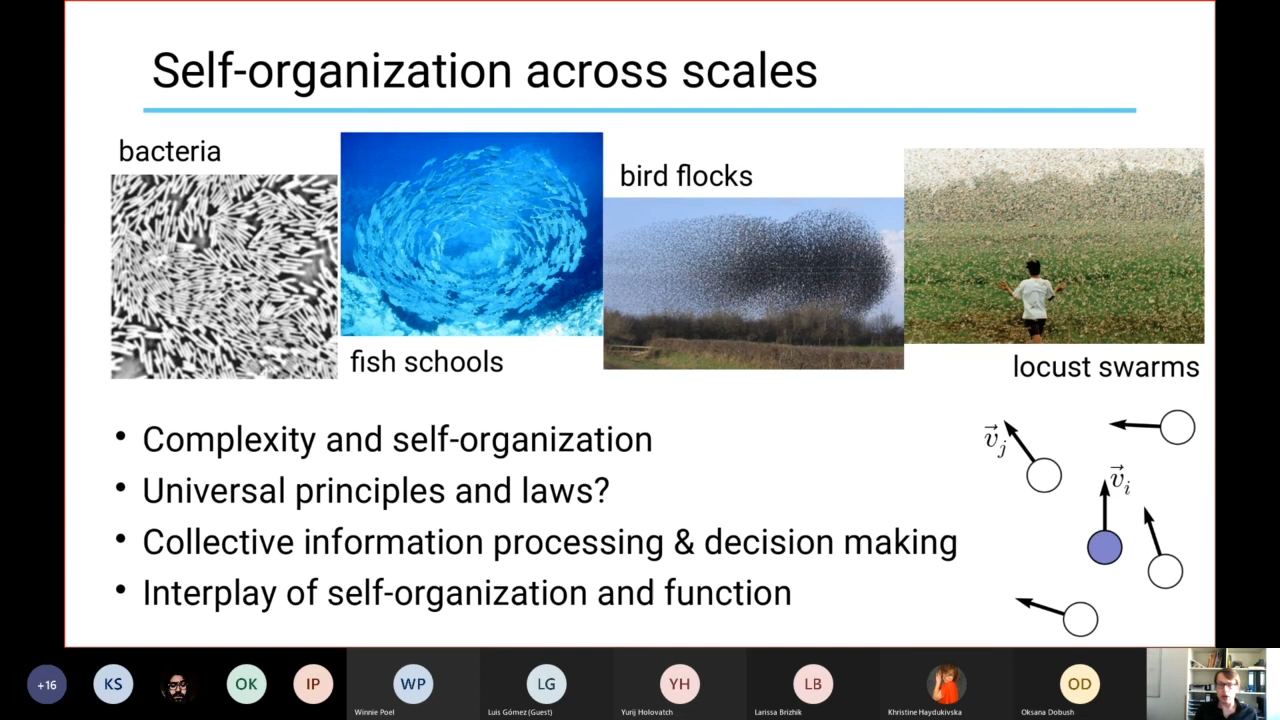 Self-organization across scales
bacteria
bird flocks
fish schools
locust swarms
• Complexity and self-organization
• Universal principles and laws?
• Collective information processing & decision making
• Interplay of self-organization and function
v⃗j
v⃗i
+16
KS
OK
IP
WP
LG
YH
LB
OD
Winnie Poel
Luis Gómez (Guest)
Yurij Holovatch
Larissa Brizhik
Khristine Haydukivska
Oksana Dobush